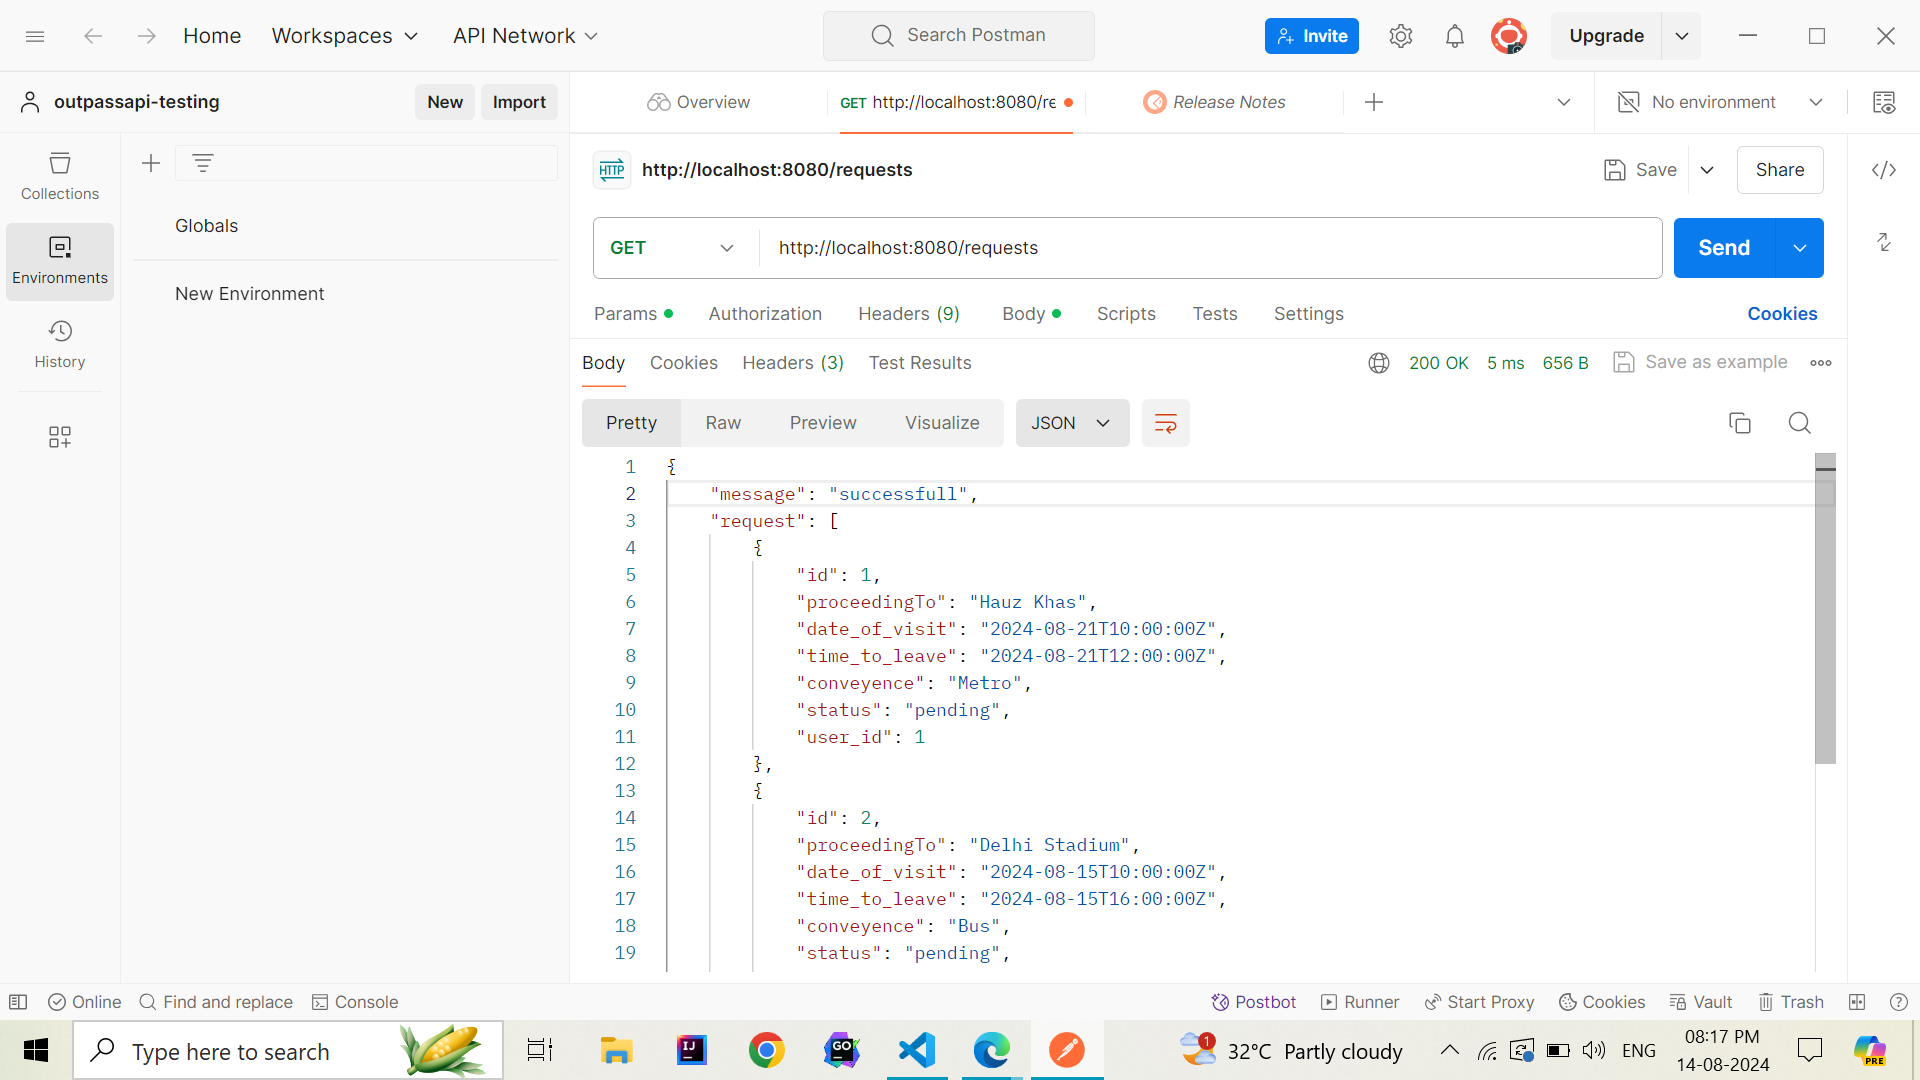 Home
Workspaces
API Network
Search Postman
Invite
Upgrade
outpassapi-testing
New
Import
Overview
GET http://localhost:8080/re
Release Notes
No environment
Collections
Environments
History
Globals
New Environment
HTTP
http://localhost:8080/requests
Save
Share
GET
http://localhost:8080/requests
Send
Params
Authorization
Headers (9)
Body
Scripts
Tests
Settings
Cookies
Body
Cookies
Headers (3)
Test Results
200 OK
5 ms
656 B
Save as example
Pretty
Raw
Preview
Visualize
JSON
1 {
2 "message": "successfull",
3 "request": [
4 {
5 "id": 1,
6 "proceedingTo": "Hauz Khas",
7 "date_of_visit": "2024-08-21T10:00:00Z",
8 "time_to_leave": "2024-08-21T12:00:00Z",
9 "conveyence": "Metro",
10 "status": "pending",
11 "user_id": 1
12 },
13 {
14 "id": 2,
15 "proceedingTo": "Delhi Stadium",
16 "date_of_visit": "2024-08-15T10:00:00Z",
17 "time_to_leave": "2024-08-15T16:00:00Z",
18 "conveyence": "Bus",
19 "status": "pending",
Online
Find and replace
Console
Postbot
Runner
Start Proxy
Cookies
Vault
Trash
Type here to search
IJ
GO
1
32°C Partly cloudy
ENG
08:17 PM
14-08-2024
PRE